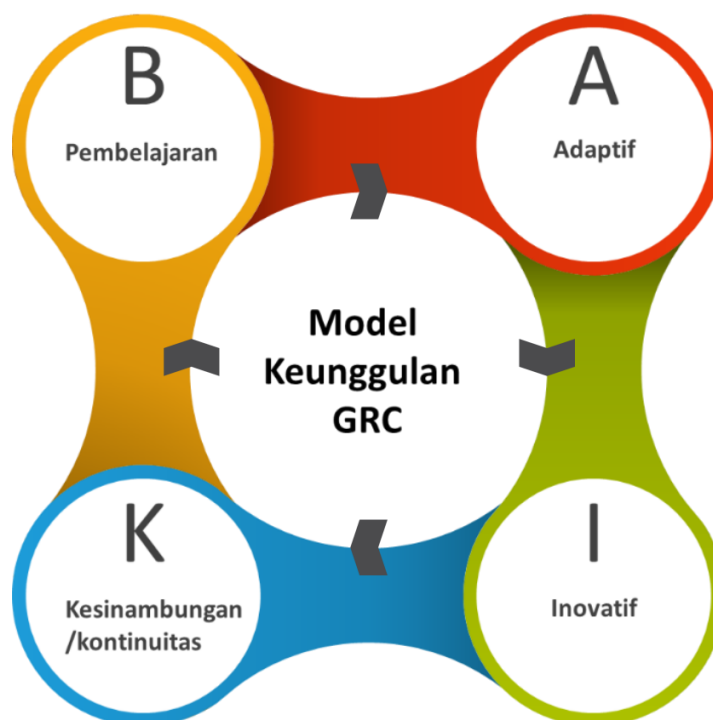 B
Pembelajaran
A
Adaptif
Model
Keunggulan
GRC
K
Kesinambungan
/kontinuitas
I
Inovatif